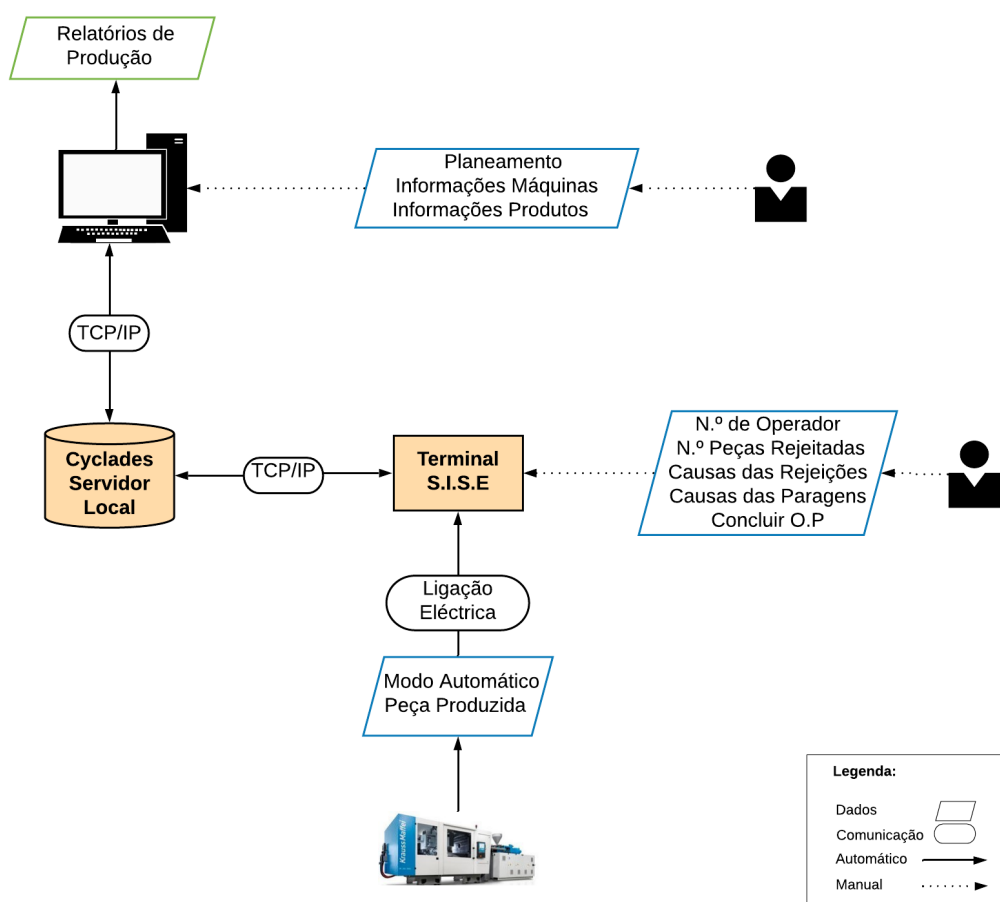 Relatórios de
Produção
Planeamento
Informações Máquinas
Informações Produtos
TCP/IP
Cyclades
Servidor
Local
TCP/IP
Terminal
S.I.S.E
N.º de Operador
N.º Peças Rejeitadas
Causas das Rejeições
Causas das Paragens
Concluir O.P
Ligação
Eléctrica
Modo Automático
Peça Produzida
KraussMaffei
Legenda:
Dados
Comunicação
Automático
Manual